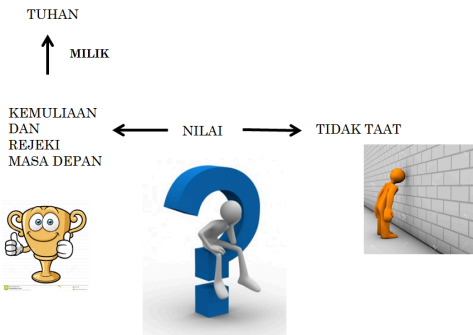 TUHAN
MILIK
KEMULIAAN
DAN
REJEKI
MASA DEPAN
NILAI
TIDAK TAAT